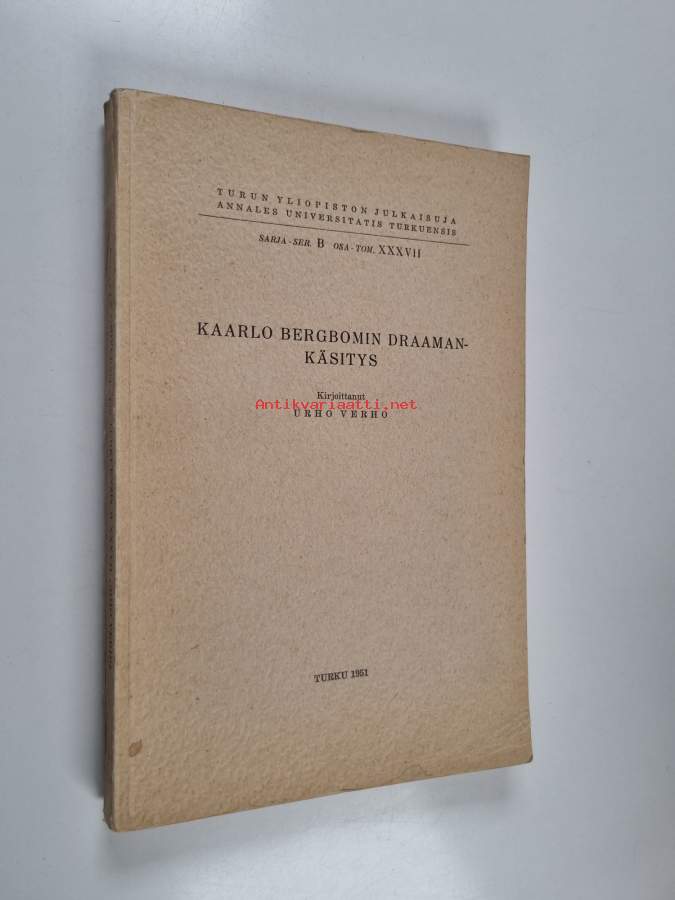 TURUN YLIOPISTON JULKAISUJA
ANNALES UNIVERSITATIS TURKUENSIS
SARJA - SER. B OSA - TOM. XXXVII
KAARLO BERGBOMIN DRAAMAN-
KÄSITYS
Kirjoittanut
Antikvariaatti.net
URHO VERHO
TURKU 1951